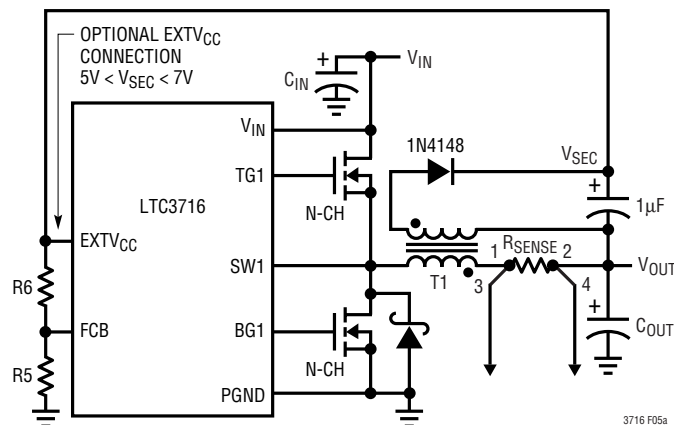 OPTIONAL EXTVCC
CONNECTION
5V < VSEC < 7V
+
CIN
VIN
VIN
1N4148
VSEC
TG1
+
1µF
LTC3716
N-CH
EXTVCC
RSENSE
SW1
1
2
VOUT
R6
T1
3
4
+
COUT
FCB
BG1
R5
N-CH
PGND
3716 F05a